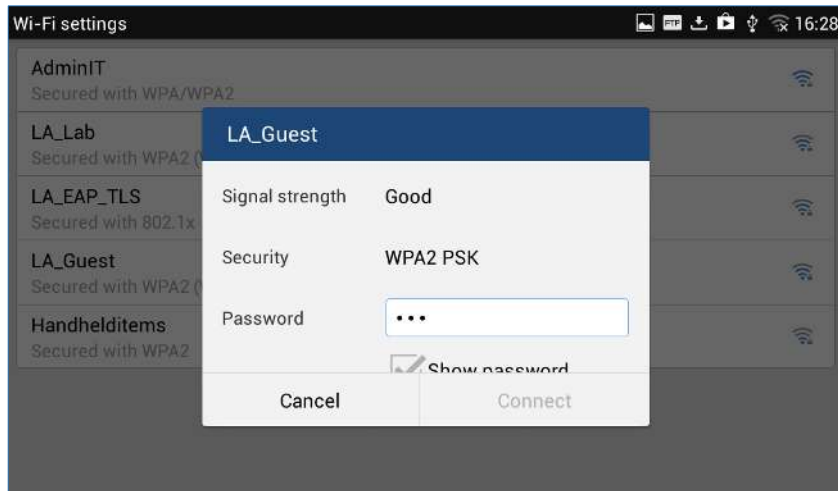 Wi-Fi settings PTP 16:28
AdminIT
Secured with WPA/WPA2
LA_Lab
Secured with WPA2 (
LA_EAP_TLS
Secured with 802.1x
LA_Guest
Secured with WPA2 (
Handhelditems
Secured with WPA2
LA_Guest
Signal strength Good
Security WPA2 PSK
Password •••
Show password
Cancel Connect